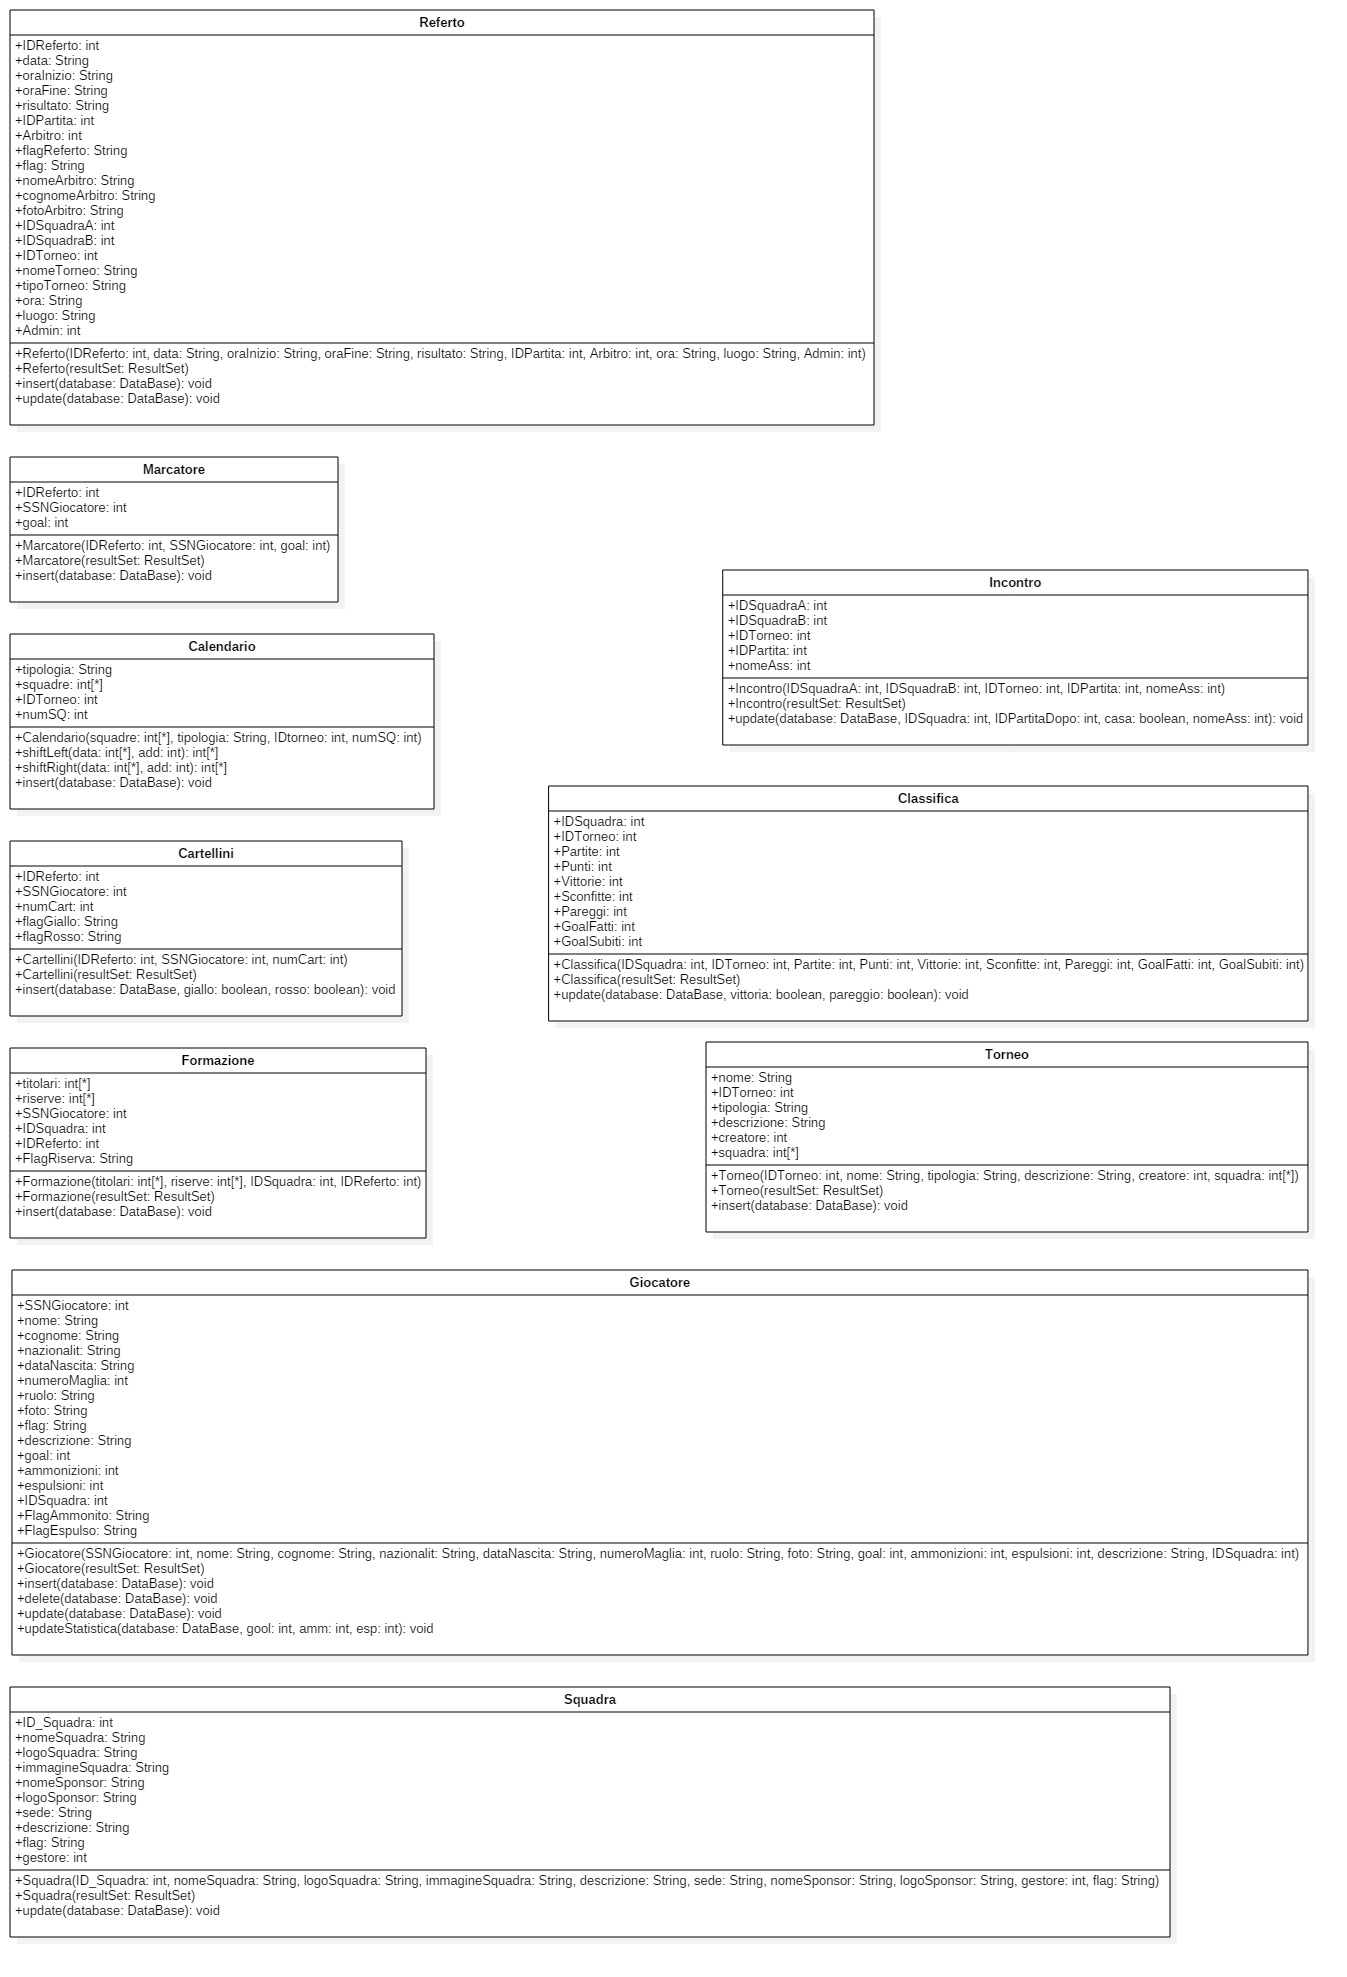 Referto
+IDReferto: int
+data: String
+oraInizio: String
+oraFine: String
+risultato: String
+IDPartita: int
+Arbitro: int
+flagReferto: String
+flag: String
+nomeArbitro: String
+cognomeArbitro: String
+fotoArbitro: String
+IDSquadraA: int
+IDSquadraB: int
+IDTorneo: int
+nomeTorneo: String
+tipoTorneo: String
+ora: String
+luogo: String
+Admin: int
+Referto(IDReferto: int, data: String, oraInizio: String, oraFine: String, risultato: String, IDPartita: int, Arbitro: int, ora: String, luogo: String, Admin: int)
+Referto(resultSet: ResultSet)
+insert(database: DataBase): void
+update(database: DataBase): void
Marcatore
+IDReferto: int
+SSNGiocatore: int
+goal: int
+Marcatore(IDReferto: int, SSNGiocatore: int, goal: int)
+Marcatore(resultSet: ResultSet)
+insert(database: DataBase): void
Incontro
+IDSquadraA: int
+IDSquadraB: int
+IDTorneo: int
+IDPartita: int
+nomeAss: int
+Incontro(IDSquadraA: int, IDSquadraB: int, IDTorneo: int, IDPartita: int, nomeAss: int)
+Incontro(resultSet: ResultSet)
+update(database: DataBase, IDSquadra: int, IDPartitaDopo: int, casa: boolean, nomeAss: int): void
Calendario
+tipologia: String
+squadre: int[*]
+IDTorneo: int
+numSQ: int
+Calendario(squadre: int[*], tipologia: String, IDtorneo: int, numSQ: int)
+shiftLeft(data: int[*], add: int): int[*]
+shiftRight(data: int[*], add: int): int[*]
+insert(database: DataBase): void
Classifica
+IDSquadra: int
+IDTorneo: int
+Partite: int
+Punti: int
+Vittorie: int
+Sconfitte: int
+Pareggi: int
+GoalFatti: int
+GoalSubiti: int
+Classifica(IDSquadra: int, IDTorneo: int, Partite: int, Punti: int, Vittorie: int, Sconfitte: int, Pareggi: int, GoalFatti: int, GoalSubiti: int)
+Classifica(resultSet: ResultSet)
+update(database: DataBase, vittoria: boolean, pareggio: boolean): void
Cartellini
+IDReferto: int
+SSNGiocatore: int
+numCart: int
+flagGiallo: String
+flagRosso: String
+Cartellini(IDReferto: int, SSNGiocatore: int, numCart: int)
+Cartellini(resultSet: ResultSet)
+insert(database: DataBase, giallo: boolean, rosso: boolean): void
Formazione
+titolari: int[*]
+riserve: int[*]
+SSNGiocatore: int
+IDSquadra: int
+IDReferto: int
+FlagRiserva: String
+Formazione(titolari: int[*], riserve: int[*], IDSquadra: int, IDReferto: int)
+Formazione(resultSet: ResultSet)
+insert(database: DataBase): void
Torneo
+nome: String
+IDTorneo: int
+tipologia: String
+descrizione: String
+creatore: int
+squadra: int[*]
+Torneo(IDTorneo: int, nome: String, tipologia: String, descrizione: String, creatore: int, squadra: int[*])
+Torneo(resultSet: ResultSet)
+insert(database: DataBase): void
Giocatore
+SSNGiocatore: int
+nome: String
+cognome: String
+nazionalit: String
+dataNascita: String
+numeroMaglia: int
+ruolo: String
+foto: String
+flag: String
+descrizione: String
+goal: int
+ammonizioni: int
+espulsioni: int
+IDSquadra: int
+FlagAmmonito: String
+FlagEspulso: String
+Giocatore(SSNGiocatore: int, nome: String, cognome: String, nazionalit: String, dataNascita: String, numeroMaglia: int, ruolo: String, foto: String, goal: int, ammonizioni: int, espulsioni: int, descrizione: String, IDSquadra: int)
+Giocatore(resultSet: ResultSet)
+insert(database: DataBase): void
+delete(database: DataBase): void
+update(database: DataBase): void
+updateStatistica(database: DataBase, gool: int, amm: int, esp: int): void
Squadra
+ID_Squadra: int
+nomeSquadra: String
+logoSquadra: String
+immagineSquadra: String
+nomeSponsor: String
+logoSponsor: String
+sede: String
+descrizione: String
+flag: String
+gestore: int
+Squadra(ID_Squadra: int, nomeSquadra: String, logoSquadra: String, immagineSquadra: String, descrizione: String, sede: String, nomeSponsor: String, logoSponsor: String, gestore: int, flag: String)
+Squadra(resultSet: ResultSet)
+update(database: DataBase): void